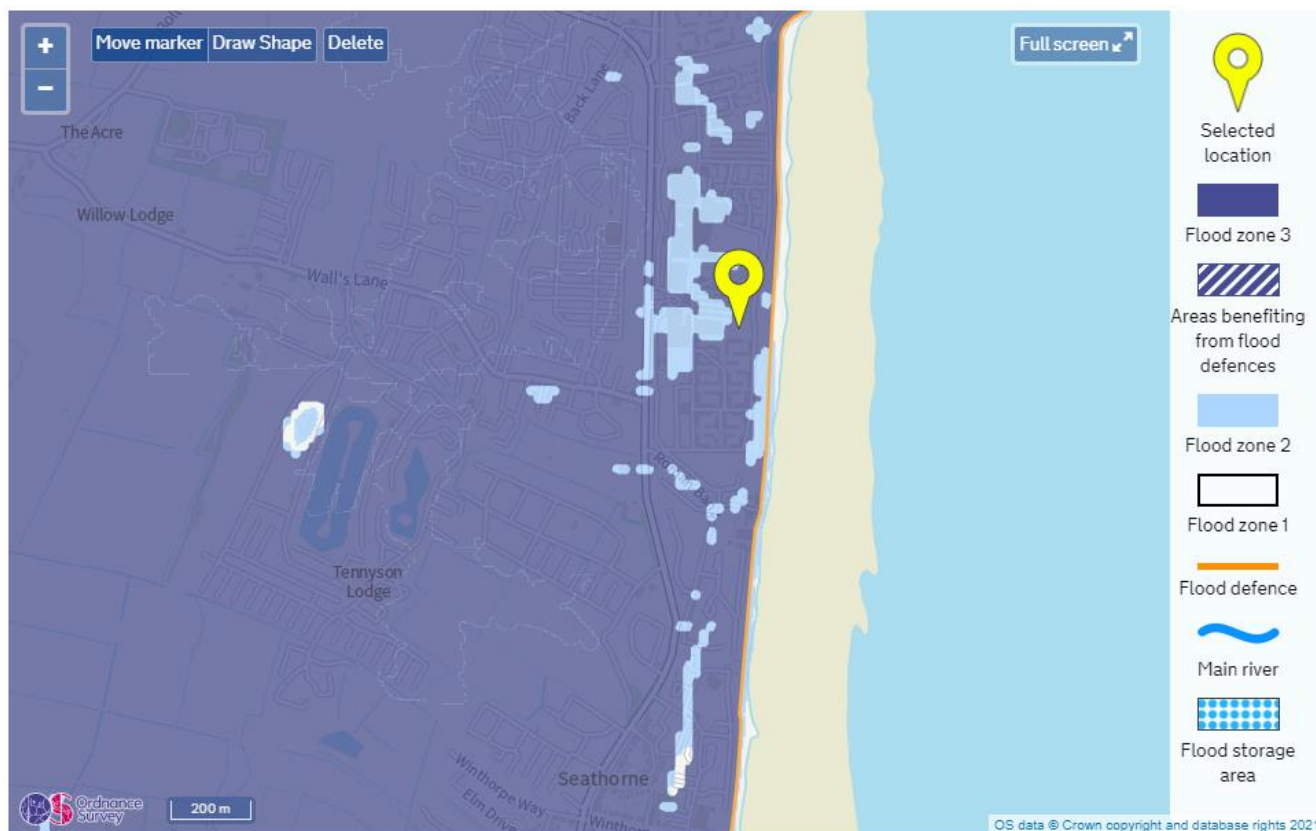 +
−
Move marker
Draw Shape
Delete
Full screen
Back Lane
The Acre
Willow Lodge
Wall's Lane
Tennyson
Lodge
Seathorne
Winthorpe Way
Elm Drive
Ordnance
Survey
200 m
Selected
location
Flood zone 3
Areas benefiting
from flood
defences
Flood zone 2
Flood zone 1
Flood defence
Main river
Flood storage
area
OS data © Crown copyright and database rights 202